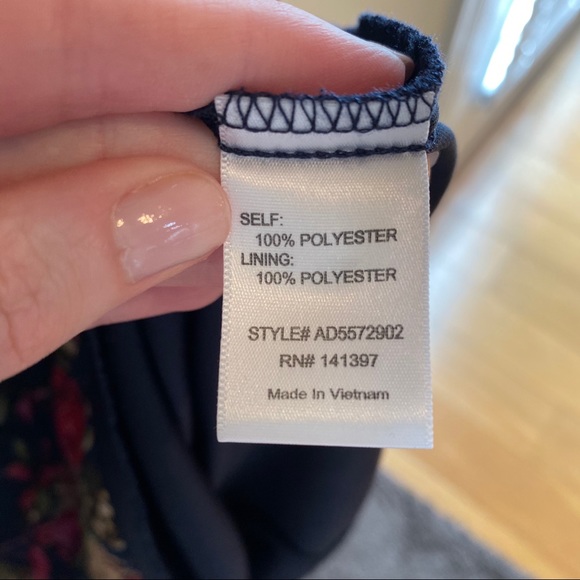 SELF:
100% POLYESTER
LINING:
100% POLYESTER
STYLE# AD5572902
RN# 141397
Made In Vietnam